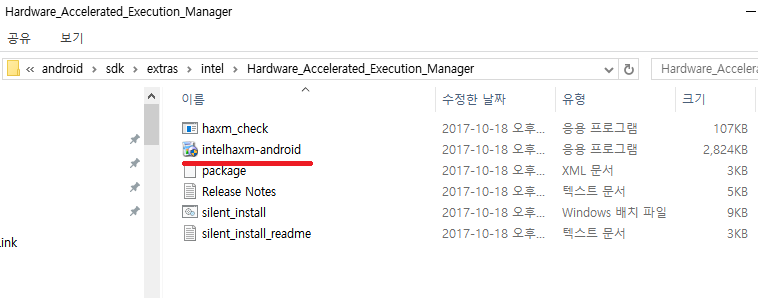 Hardware_Accelerated_Execution_Manager
공유 보기
« android > sdk > extras > intel > Hardware_Accelerated_Execution_Manager Hardware_Accelera
이름 수정한 날짜 유형 크기
haxm_check 2017-10-18 오후... 응용 프로그램 107KB
intelhaxm-android 2017-10-18 오후... 응용 프로그램 2,824KB
package 2017-10-18 오후... XML 문서 3KB
Release Notes 2017-10-18 오후... 텍스트 문서 5KB
silent_install 2017-10-18 오후... Windows 배치 파일 9KB
silent_install_readme 2017-10-18 오후... 텍스트 문서 3KB
Link